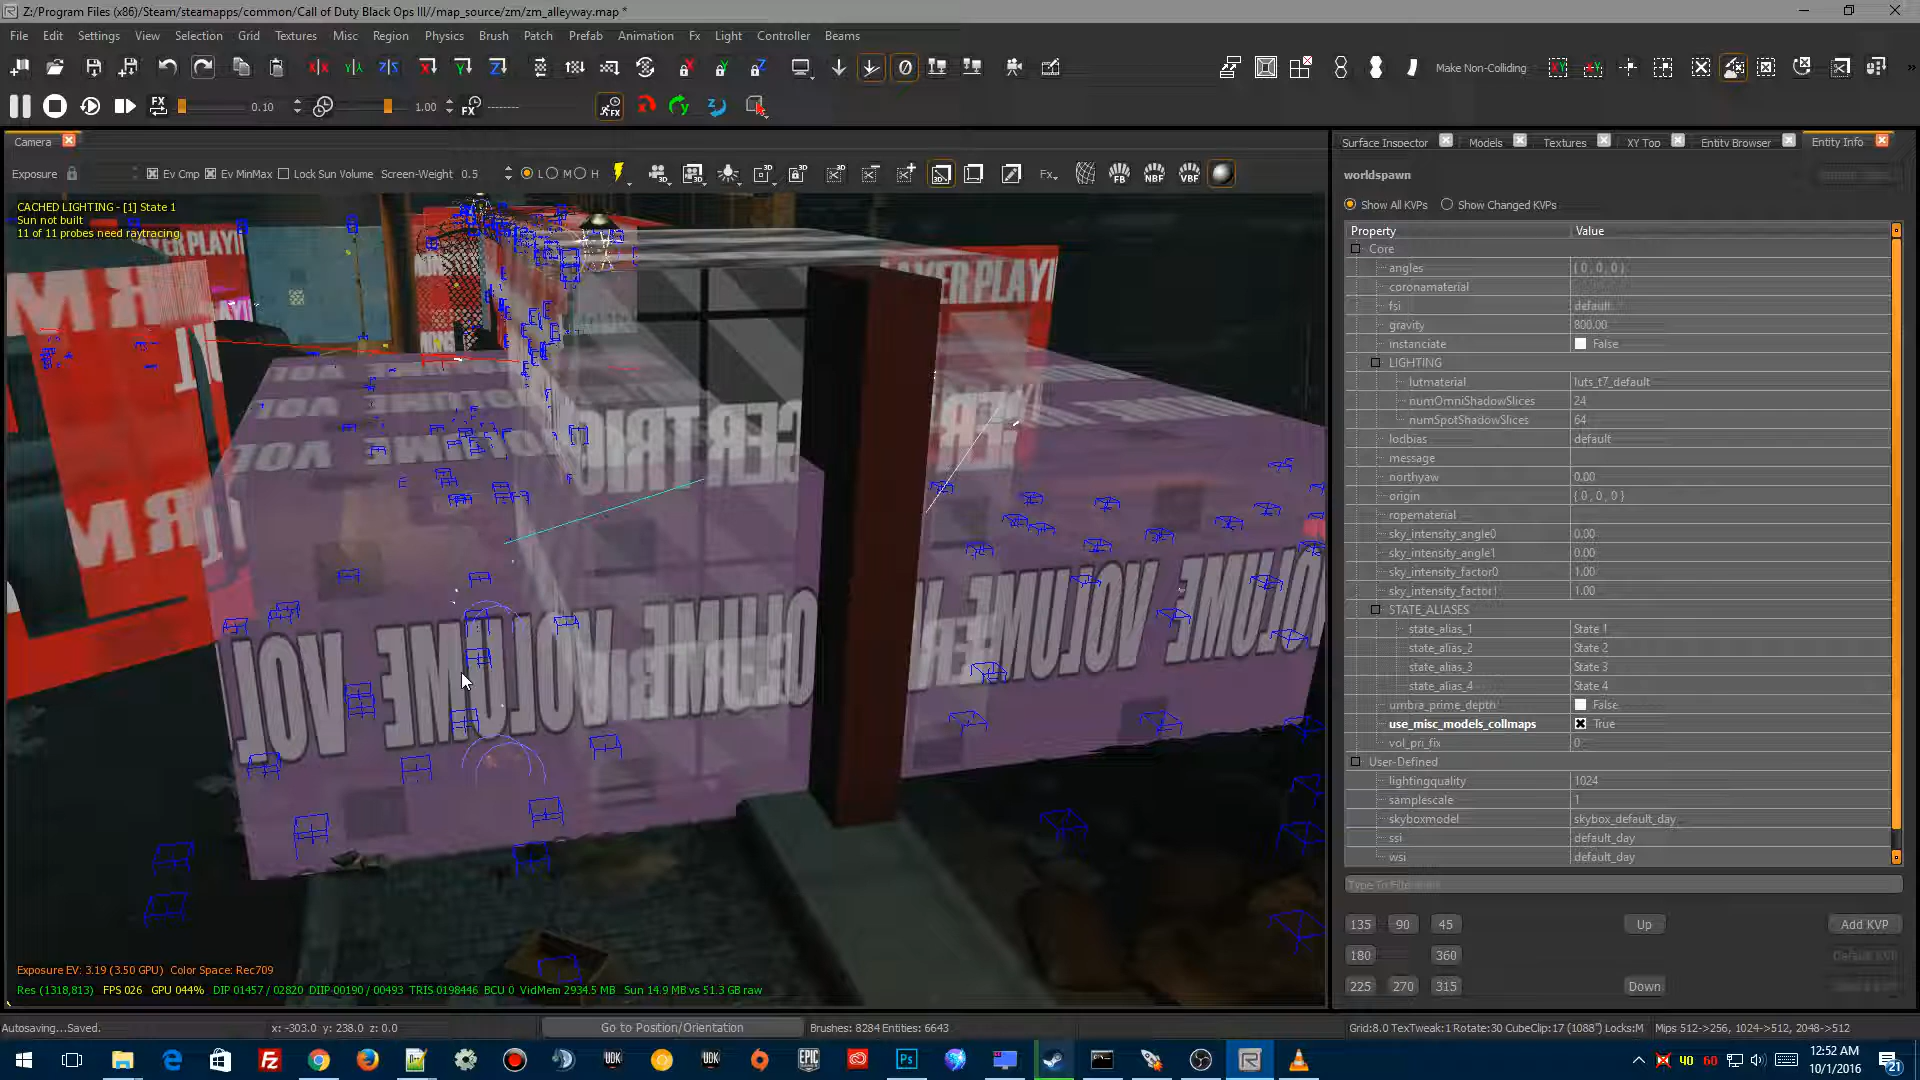 Z:/Program Files (x86)/Steam/steamapps/common/Call of Duty Black Ops III//map_source/zm/zm_alleyway.map *
File Edit Settings View Selection Grid Textures Misc Region Physics Brush Patch Prefab Animation Fx Light Controller Beams
Make Non-Colliding
FX 0.10 1.00 FX --------
Camera
Exposure Ev Cmp Ev MinMax Lock Sun Volume Screen-Weight 0.5 L M H
FB NBF VBF
CACHED LIGHTING - [1] State 1
Sun not built
11 of 11 probes need raytracing
Exposure EV: 3.19 (3.50 GPU) Color Space: Rec709
Res (1318,813) FPS 026 GPU 044% DIP 01457 / 02820 DIIP-00190 / 00493 TRIS 0198446 BCU 0 VidMem 2934.5 MB Sun 14.9 MB vs 51.3 GB raw
Surface Inspector Models Textures XY Top Entity Browser Entity Info
worldspawn
Show All KVPs Show Changed KVPs
Property Value
Core
angles ( 0 , 0 , 0 )
coronamaterial
fsi default
gravity 800.00
instanciate False
LIGHTING
lutmaterial luts_t7_default
numOmniShadowSlices 24
numSpotShadowSlices 64
lodbias default
message
northyaw 0.00
origin ( 0 , 0 , 0 )
ropematerial
sky_intensity_angle0 0.00
sky_intensity_angle1 0.00
sky_intensity_factor0 1.00
sky_intensity_factor1 1.00
STATE_ALIASES
state_alias_1 State 1
state_alias_2 State 2
state_alias_3 State 3
state_alias_4 State 4
umbra_prime_depth False
use_misc_models_collmaps True
vol_pri_fix 0
User-Defined
lightingquality 1024
samplescale 1
skyboxmodel skybox_default_day
ssi default_day
wsi default_day
Type To Filter
135 90 45 Up Add KVP
180 360
225 270 315 Down
Autosaving...Saved. x: -303.0 y: 238.0 z: 0.0 Go to Position/Orientation Brushes: 8284 Entities: 6643 Grid:8.0 TexTweak:1 Rotate:30 CubeClip:17 (1088") Locks:M Mips 512->256, 1024->512, 2048->512
12:52 AM
10/1/2016
21